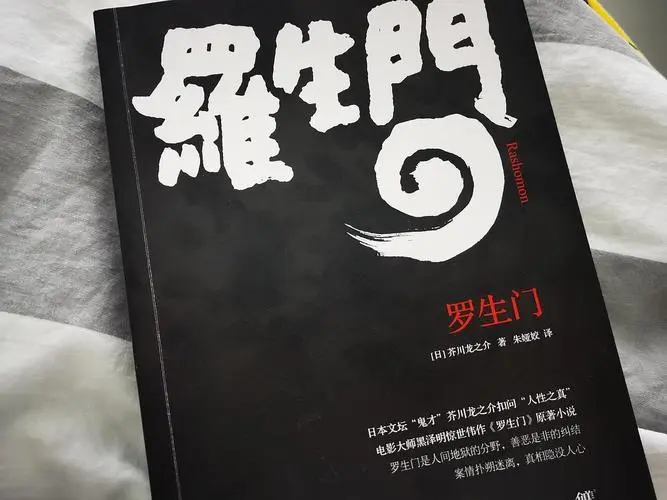 羅生門
Rashomon
罗生门
[日]芥川龙之介 著 朱娅姣 译
日本文坛“鬼才”芥川龙之介扣问“人性之真”
电影大师黑泽明惊世伟作《罗生门》原著小说
罗生门是人间地狱的分野，善恶是非的纠结
案情扑朔迷离，真相隐没人心